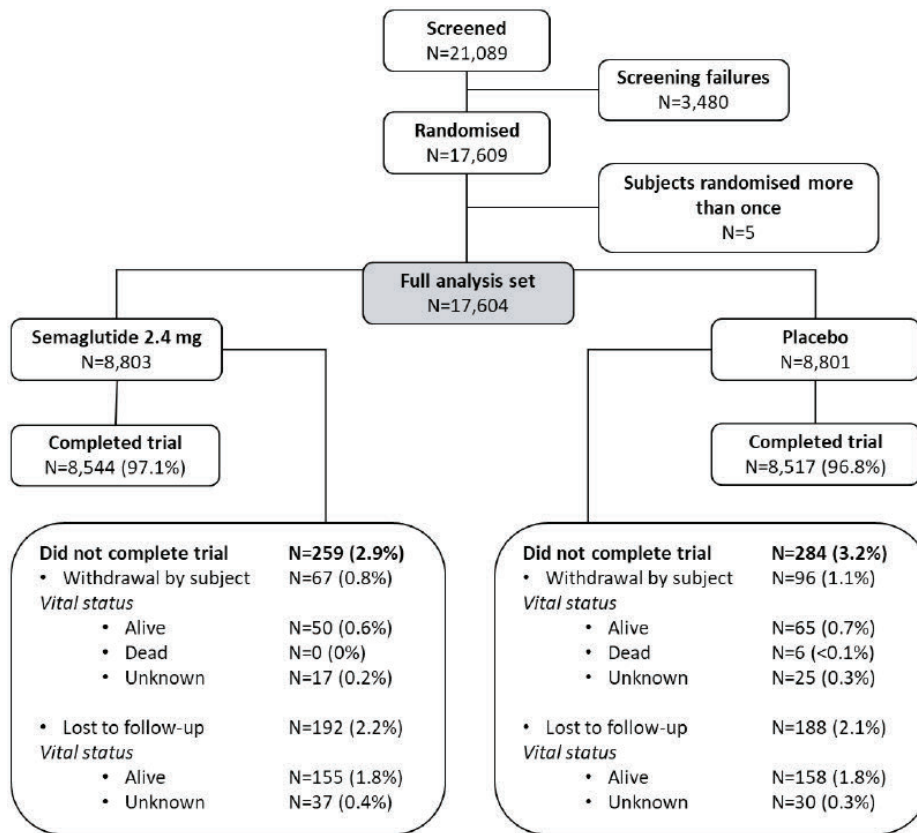 Screened
N=21,089
Screening failures
N=3,480
Randomised
N=17,609
Subjects randomised more
than once
N=5
Full analysis set
N=17,604
Semaglutide 2.4 mg
N=8,803
Placebo
N=8,801
Completed trial
N=8,544 (97.1%)
Completed trial
N=8,517 (96.8%)
Did not complete trial N=259 (2.9%)
• Withdrawal by subject N=67 (0.8%)
Vital status
• Alive N=50 (0.6%)
• Dead N=0 (0%)
• Unknown N=17 (0.2%)
• Lost to follow-up N=192 (2.2%)
Vital status
• Alive N=155 (1.8%)
• Unknown N=37 (0.4%)
Did not complete trial N=284 (3.2%)
• Withdrawal by subject N=96 (1.1%)
Vital status
• Alive N=65 (0.7%)
• Dead N=6 (<0.1%)
• Unknown N=25 (0.3%)
• Lost to follow-up N=188 (2.1%)
Vital status
• Alive N=158 (1.8%)
• Unknown N=30 (0.3%)